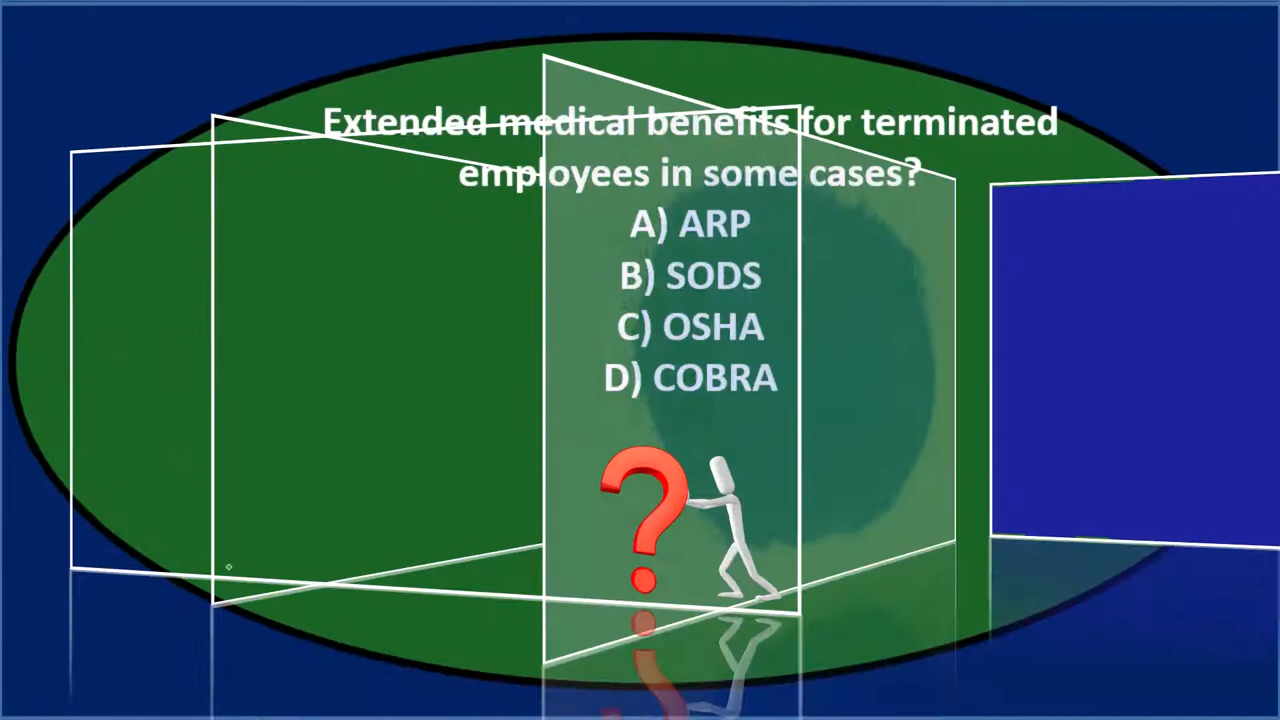 Extended medical benefits for terminated
employees in some cases?
A) ARP
B) SODS
C) OSHA
D) COBRA
?